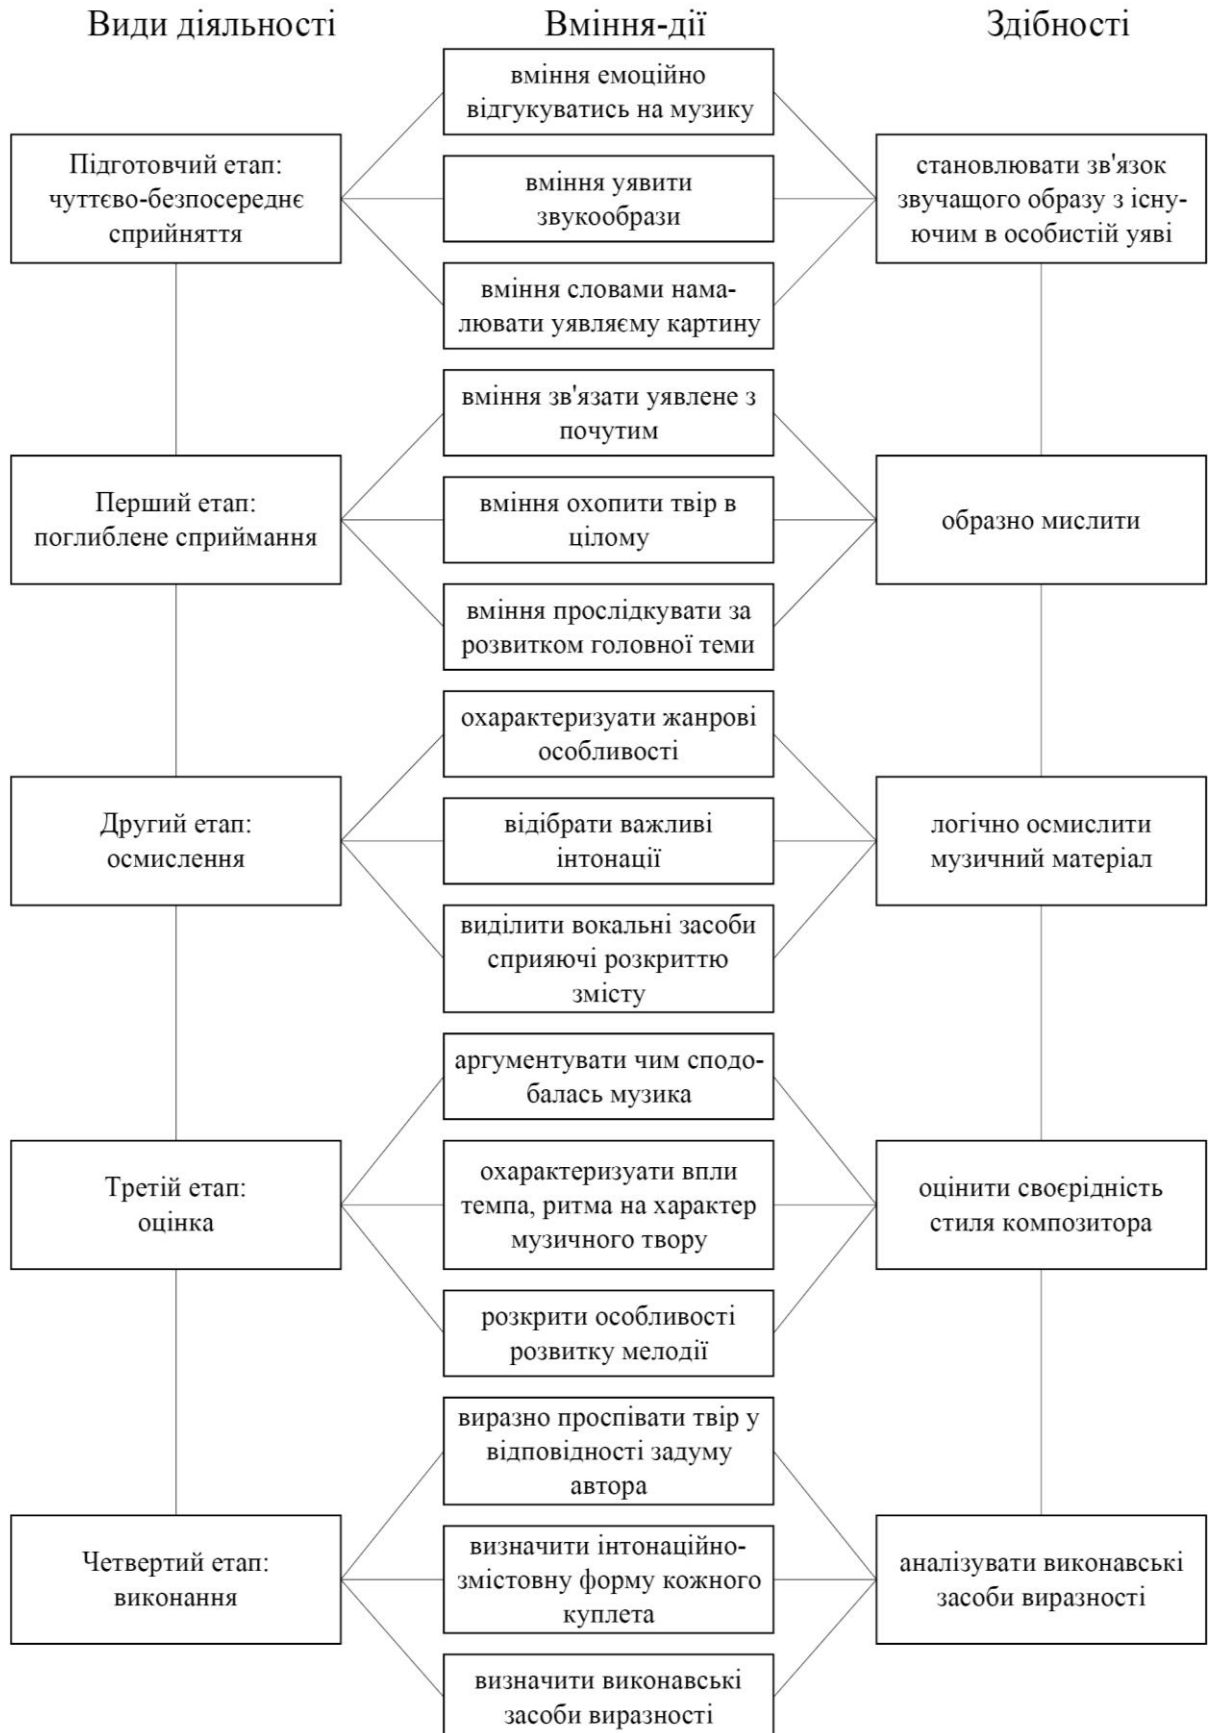 Види діяльності
Вміння-дії
Здібності
вміння емоційно
відгукуватись на музику
Підготовчий етап:
чуттєво-безпосереднє
сприйняття
вміння уявити
звукообрази
становлювати зв'язок
звучащого образу з існу-
ючим в особистій уяві
вміння словами нама-
лювати уявляєму картину
вміння зв'язати уявлене з
почутим
Перший етап:
поглиблене сприймання
вміння охопити твір в
цілому
образно мислити
вміння прослідкувати за
розвитком головної теми
охарактеризуати жанрові
особливості
Другий етап:
осмислення
відібрати важливі
інтонації
логічно осмислити
музичний матеріал
виділити вокальні засоби
сприяючі розкриттю
змісту
аргументувати чим сподо-
балась музика
Третій етап:
оцінка
охарактеризуати впли
темпа, ритма на характер
музичного твору
оцінити своєрідність
стиля композитора
розкрити особливості
розвитку мелодії
виразно проспівати твір у
відповідності задуму
автора
Четвертий етап:
виконання
визначити інтонаційно-
змістовну форму кожного
куплета
аналізувати виконавські
засоби виразності
визначити виконавські
засоби виразності